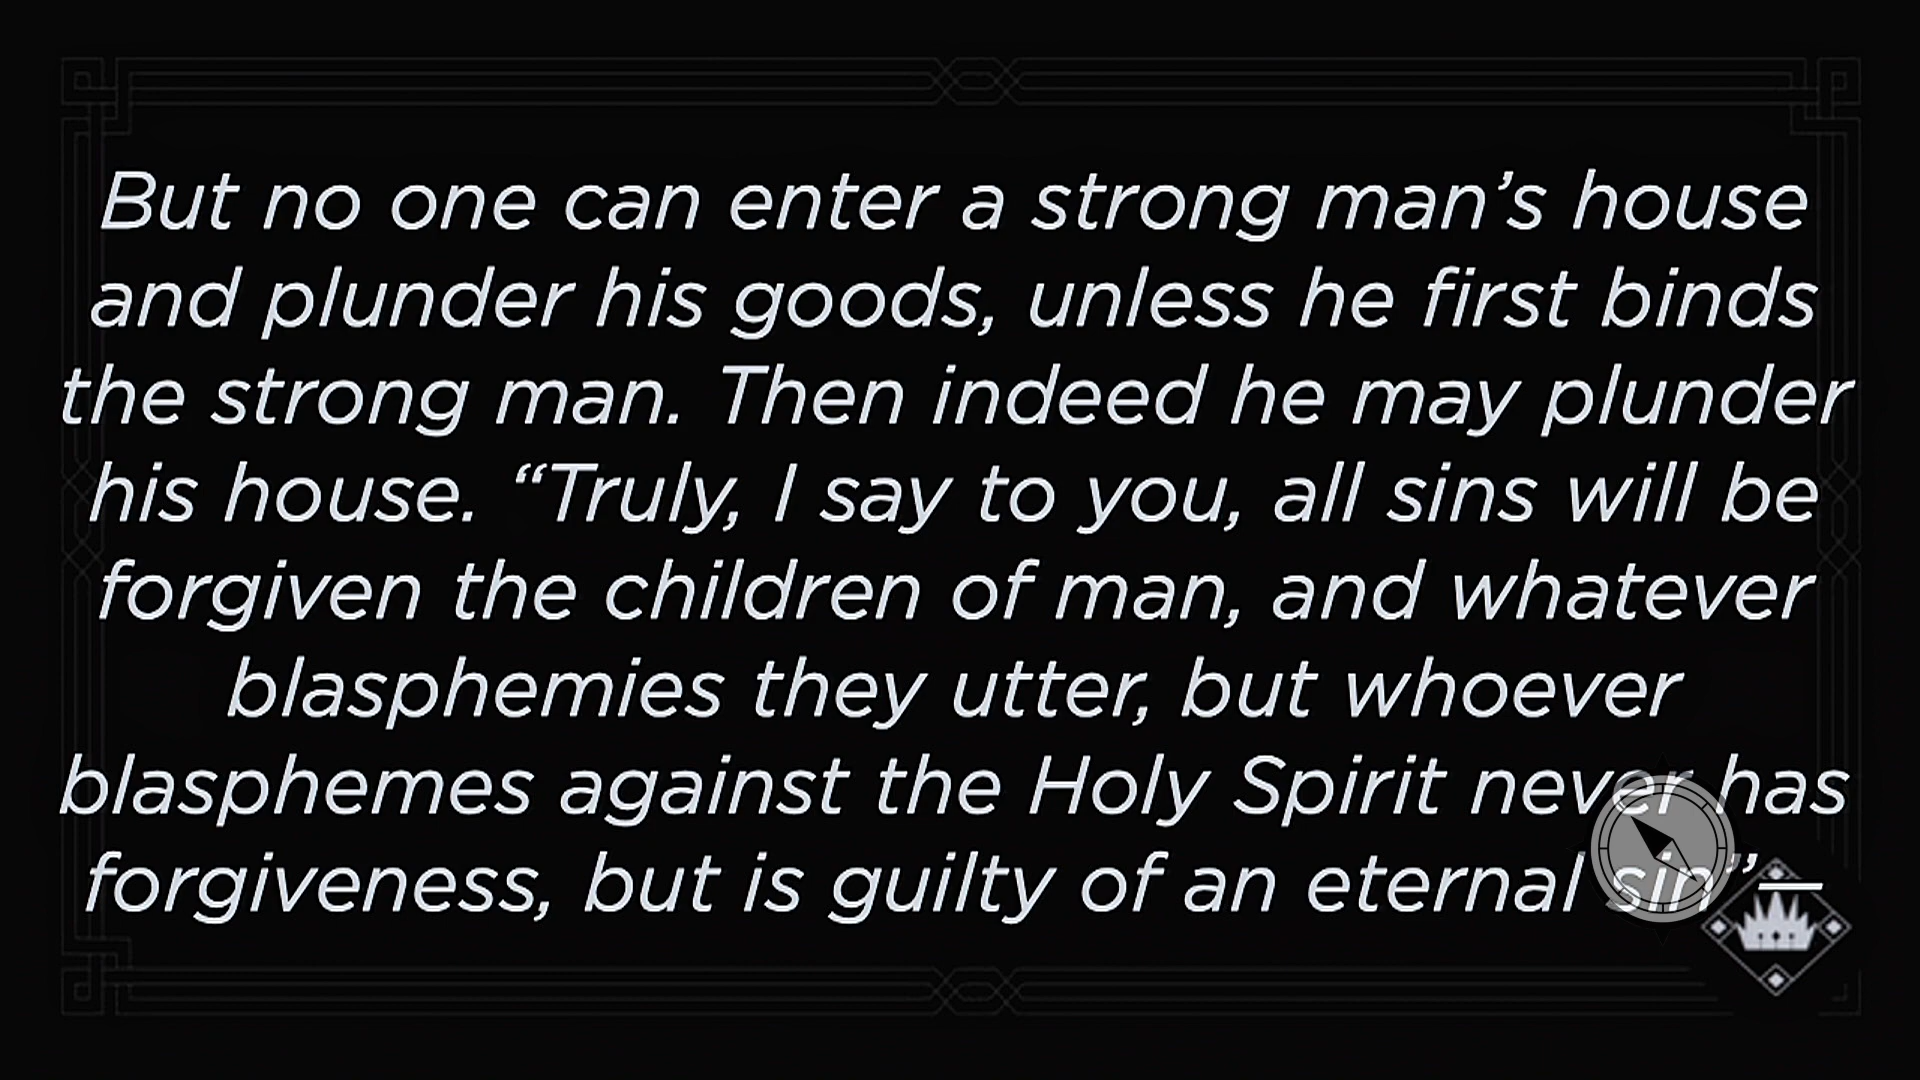 But no one can enter a strong man’s house
and plunder his goods, unless he first binds
the strong man. Then indeed he may plunder
his house. “Truly, I say to you, all sins will be
forgiven the children of man, and whatever
blasphemies they utter, but whoever
blasphemes against the Holy Spirit never has
forgiveness, but is guilty of an eternal sin”